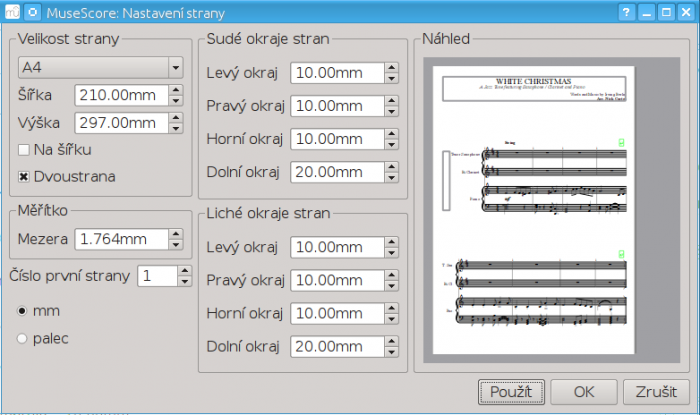 MuseScore: Nastavení strany
Velikost strany
A4
Šířka 210.00mm
Výška 297.00mm
Na šířku
Dvoustrana
Měřítko
Mezera 1.764mm
Číslo první strany 1
mm
palec
Sudé okraje stran
Levý okraj 10.00mm
Pravý okraj 10.00mm
Horní okraj 10.00mm
Dolní okraj 20.00mm
Liché okraje stran
Levý okraj 10.00mm
Pravý okraj 10.00mm
Horní okraj 10.00mm
Dolní okraj 20.00mm
Náhled
WHITE CHRISTMAS
Použít
OK
Zrušit